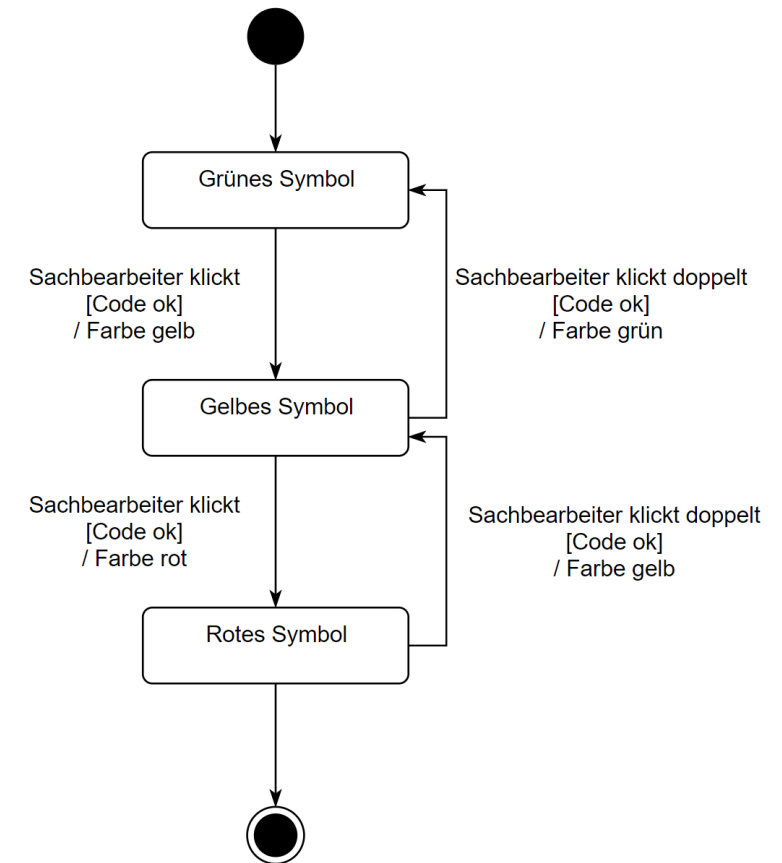 Grünes Symbol
Sachbearbeiter klickt
[Code ok]
/ Farbe gelb
Sachbearbeiter klickt doppelt
[Code ok]
/ Farbe grün
Gelbes Symbol
Sachbearbeiter klickt
[Code ok]
/ Farbe rot
Sachbearbeiter klickt doppelt
[Code ok]
/ Farbe gelb
Rotes Symbol